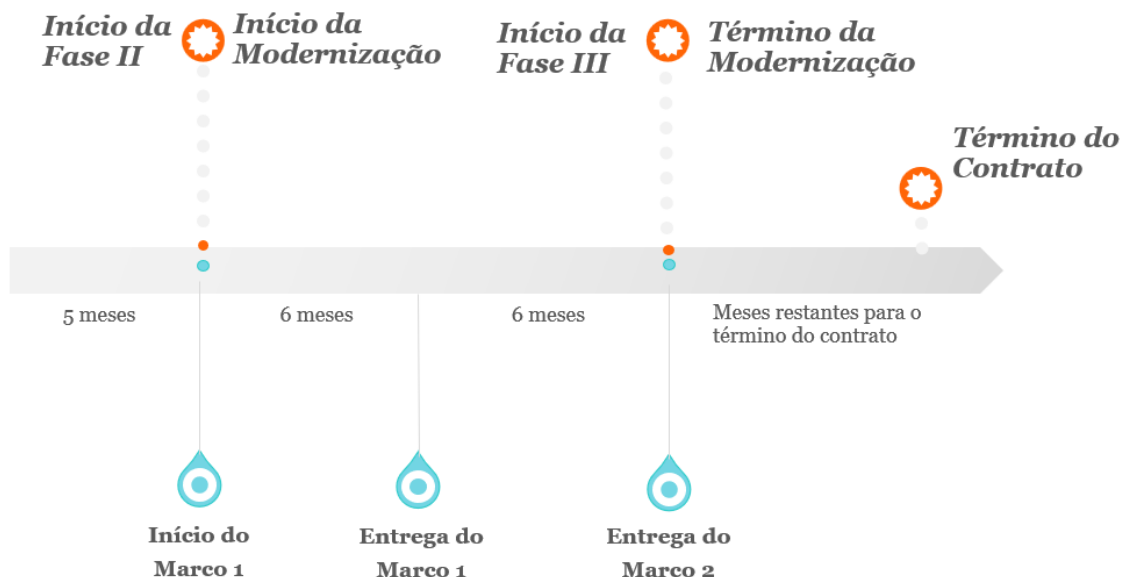 Início da
Fase II
Início da
Modernização
Início da
Fase III
Término da
Modernização
Término do
Contrato
5 meses
6 meses
6 meses
Meses restantes para o
término do contrato
Início do
Marco 1
Entrega do
Marco 1
Entrega do
Marco 2